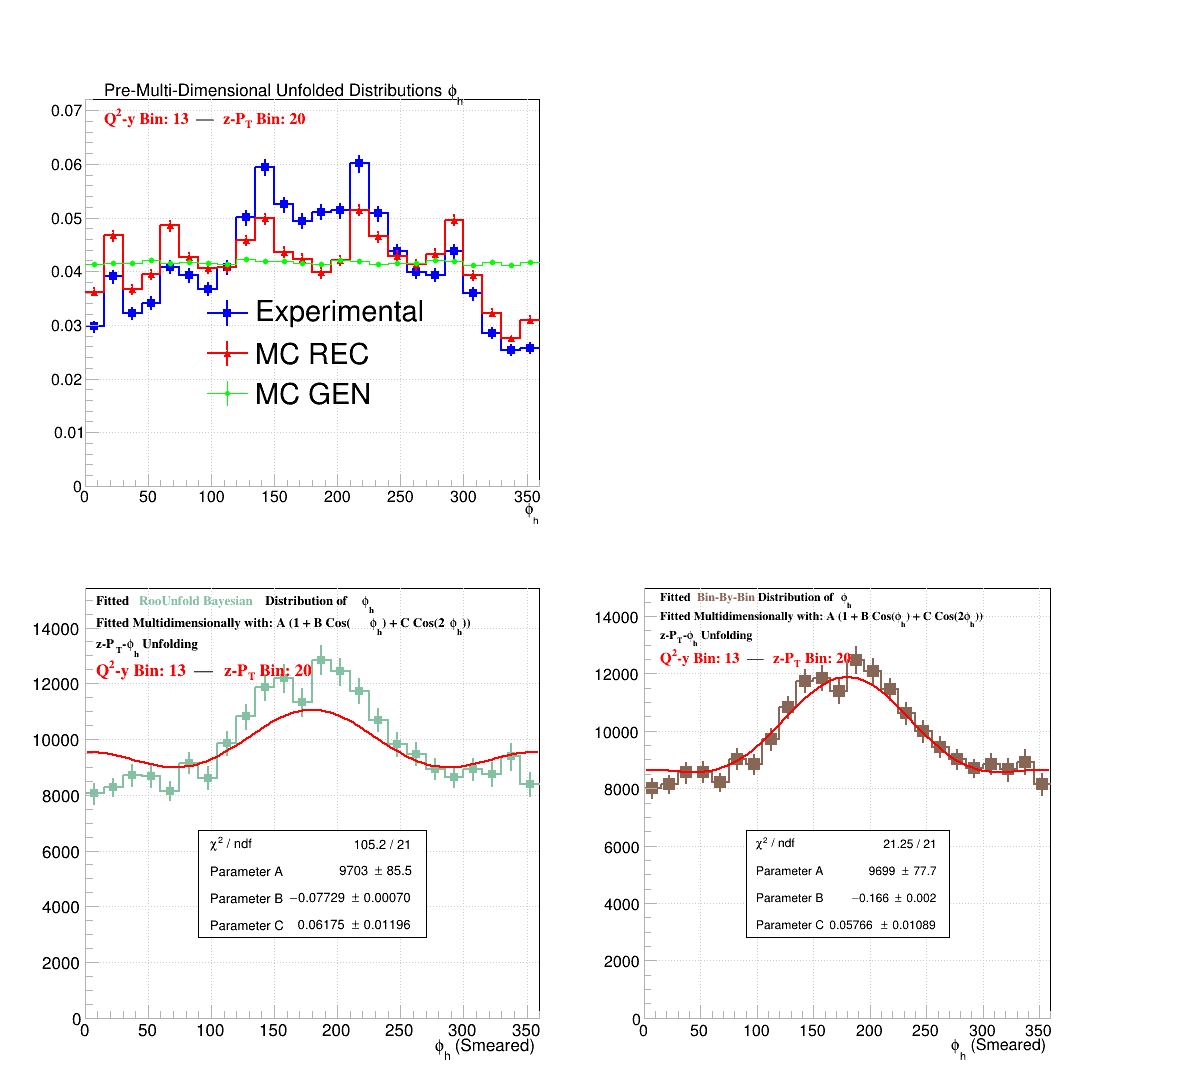 Pre-Multi-Dimensional Unfolded Distributions ϕh
Q2-y Bin: 13 — z-PT Bin: 20
0.07
0.06
0.05
0.04
0.03
0.02
0.01
0
Experimental
MC REC
MC GEN
0 50 100 150 200 250 300 350
ϕh
Fitted RooUnfold Bayesian Distribution of ϕh
Fitted Multidimensionally with: A (1 + B Cos( ϕh) + C Cos(2 ϕh))
z-PT-ϕh Unfolding
Q2-y Bin: 13 — z-PT Bin: 20
14000
12000
10000
8000
6000
4000
2000
0
χ2 / ndf 105.2 / 21
Parameter A 9703 ± 85.5
Parameter B −0.07729 ± 0.00070
Parameter C 0.06175 ± 0.01196
0 50 100 150 200 250 300 350
ϕh (Smeared)
Fitted Bin-By-Bin Distribution of ϕh
Fitted Multidimensionally with: A (1 + B Cos(ϕh) + C Cos(2ϕh))
z-PT-ϕh Unfolding
Q2-y Bin: 13 — z-PT Bin: 20
14000
12000
10000
8000
6000
4000
2000
0
χ2 / ndf 21.25 / 21
Parameter A 9699 ± 77.7
Parameter B −0.166 ± 0.002
Parameter C 0.05766 ± 0.01089
0 50 100 150 200 250 300 350
ϕh (Smeared)